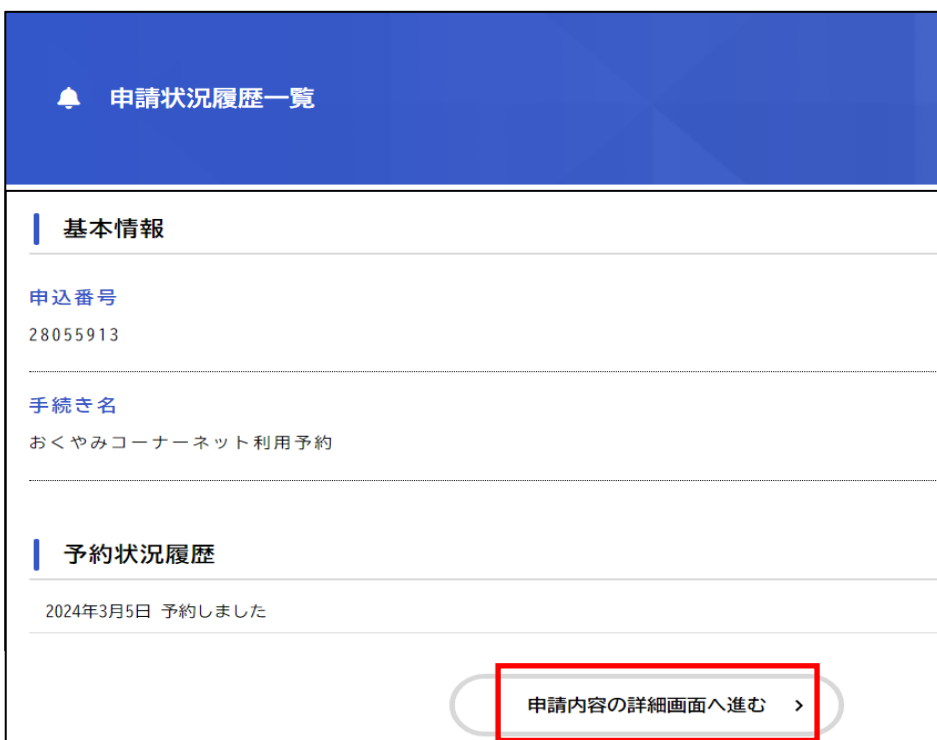 申請状況履歴一覧
基本情報
申込番号
28055913
手続き名
おくやみコーナーネット利用予約
予約状況履歴
2024年3月5日 予約しました
申請内容の詳細画面へ進む